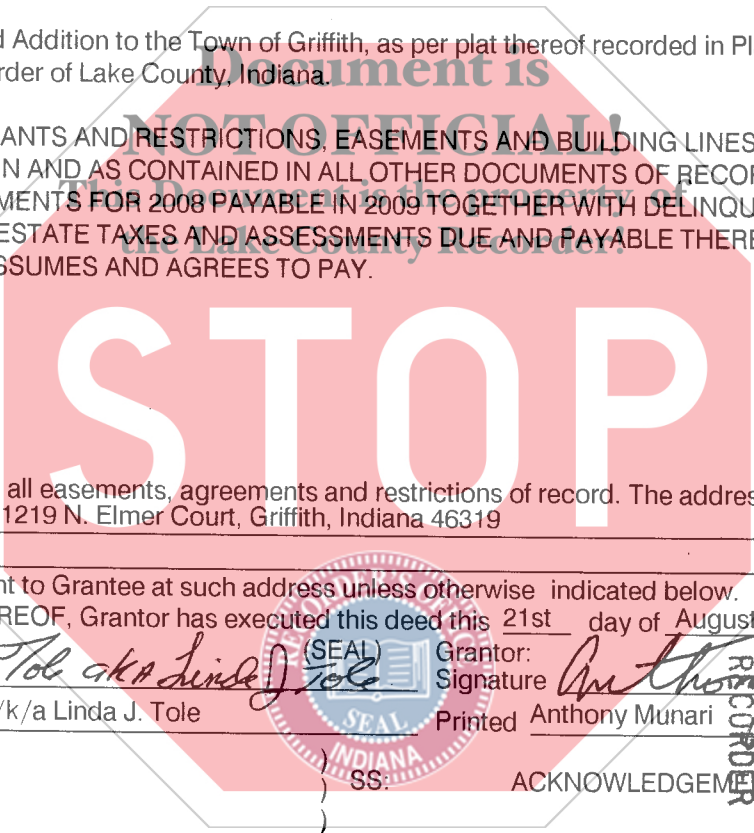 d Addition to the Town of Griffith, as per plat thereof recorded in Pl
Document is
rder of Lake County, Indiana.
NOT OFFICIAL!
ANTS AND RESTRICTIONS, EASEMENTS AND BUILDING LINES
N AND AS CONTAINED IN ALL OTHER DOCUMENTS OF RECOR
This Document is the property of
MENTS FOR 2008 PAYABLE IN 2009 TOGETHER WITH DELINQU
the Lake County Recorder!
ESTATE TAXES AND ASSESSMENTS DUE AND PAYABLE THERE
SSUMES AND AGREES TO PAY.
STOP
all easements, agreements and restrictions of record. The addres
1219 N. Elmer Court, Griffith, Indiana 46319
nt to Grantee at such address unless otherwise indicated below.
REOF, Grantor has executed this deed this 21st day of August
RECORDER'S OFFICE
(SEAL) Grantor:
Tole aka Linda J Tole Signature
/k/a Linda J. Tole Printed Anthony Munari
SEAL
INDIANA
) SS: ACKNOWLEDGEME
)
)
RECORDER